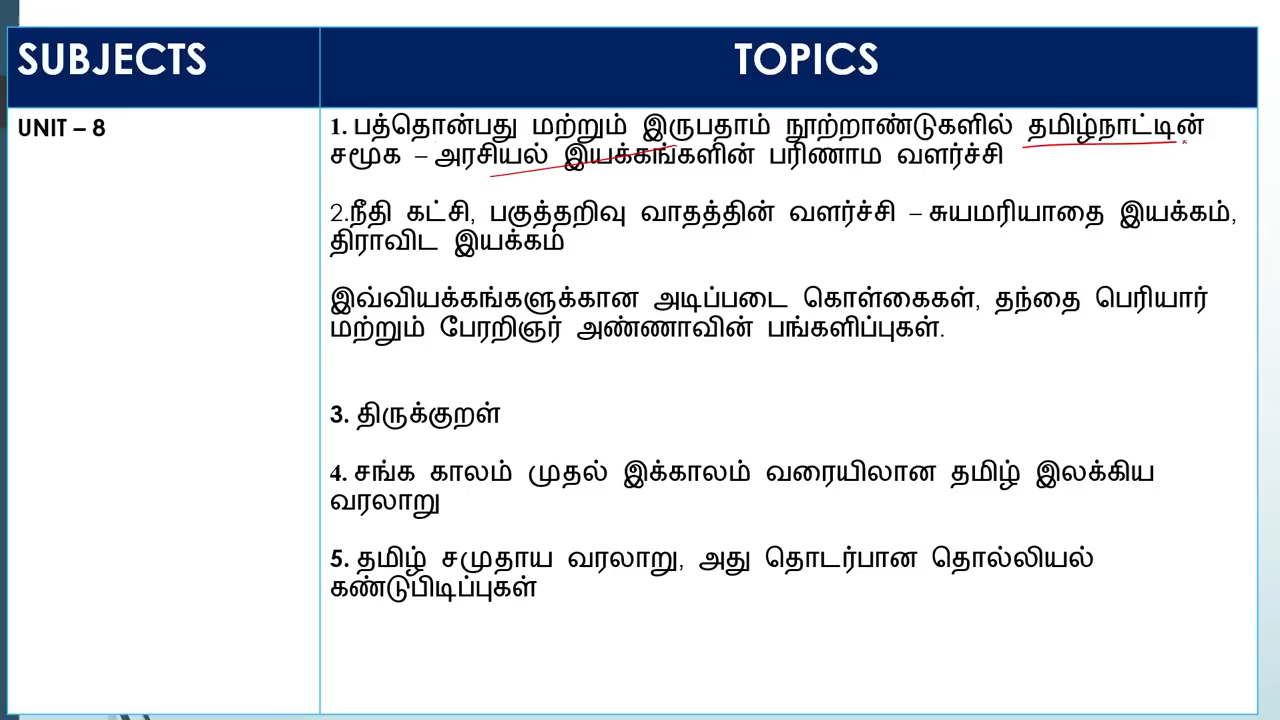 SUBJECTS
TOPICS
UNIT – 8
1. பத்தொன்பது மற்றும் இருபதாம் நூற்றாண்டுகளில் தமிழ்நாட்டின்
சமூக – அரசியல் இயக்கங்களின் பரிணாம வளர்ச்சி
2.நீதி கட்சி, பகுத்தறிவு வாதத்தின் வளர்ச்சி – சுயமரியாதை இயக்கம்,
திராவிட இயக்கம்
இவ்வியக்கங்களுக்கான அடிப்படை கொள்கைகள், தந்தை பெரியார்
மற்றும் பேரறிஞர் அண்ணாவின் பங்களிப்புகள்.
3. திருக்குறள்
4. சங்க காலம் முதல் இக்காலம் வரையிலான தமிழ் இலக்கிய
வரலாறு
5. தமிழ் சமுதாய வரலாறு, அது தொடர்பான தொல்லியல்
கண்டுபிடிப்புகள்